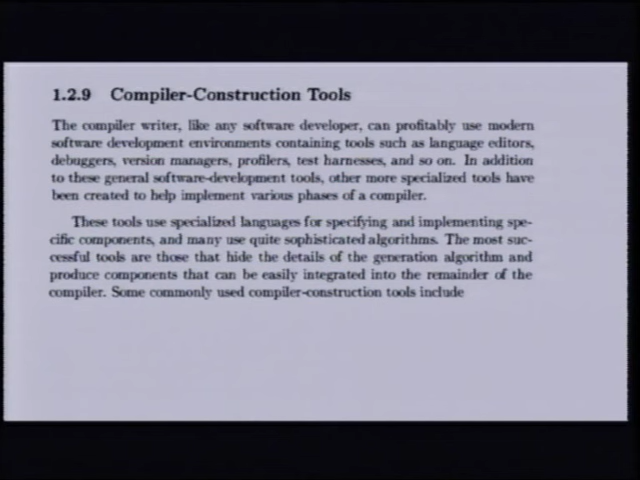 1.2.9 Compiler-Construction Tools
The compiler writer, like any software developer, can profitably use modern
software development environments containing tools such as language editors,
debuggers, version managers, profilers, test harnesses, and so on. In addition
to these general software-development tools, other more specialized tools have
been created to help implement various phases of a compiler.
These tools use specialized languages for specifying and implementing spe-
cific components, and many use quite sophisticated algorithms. The most suc-
cessful tools are those that hide the details of the generation algorithm and
produce components that can be easily integrated into the remainder of the
compiler. Some commonly used compiler-construction tools include